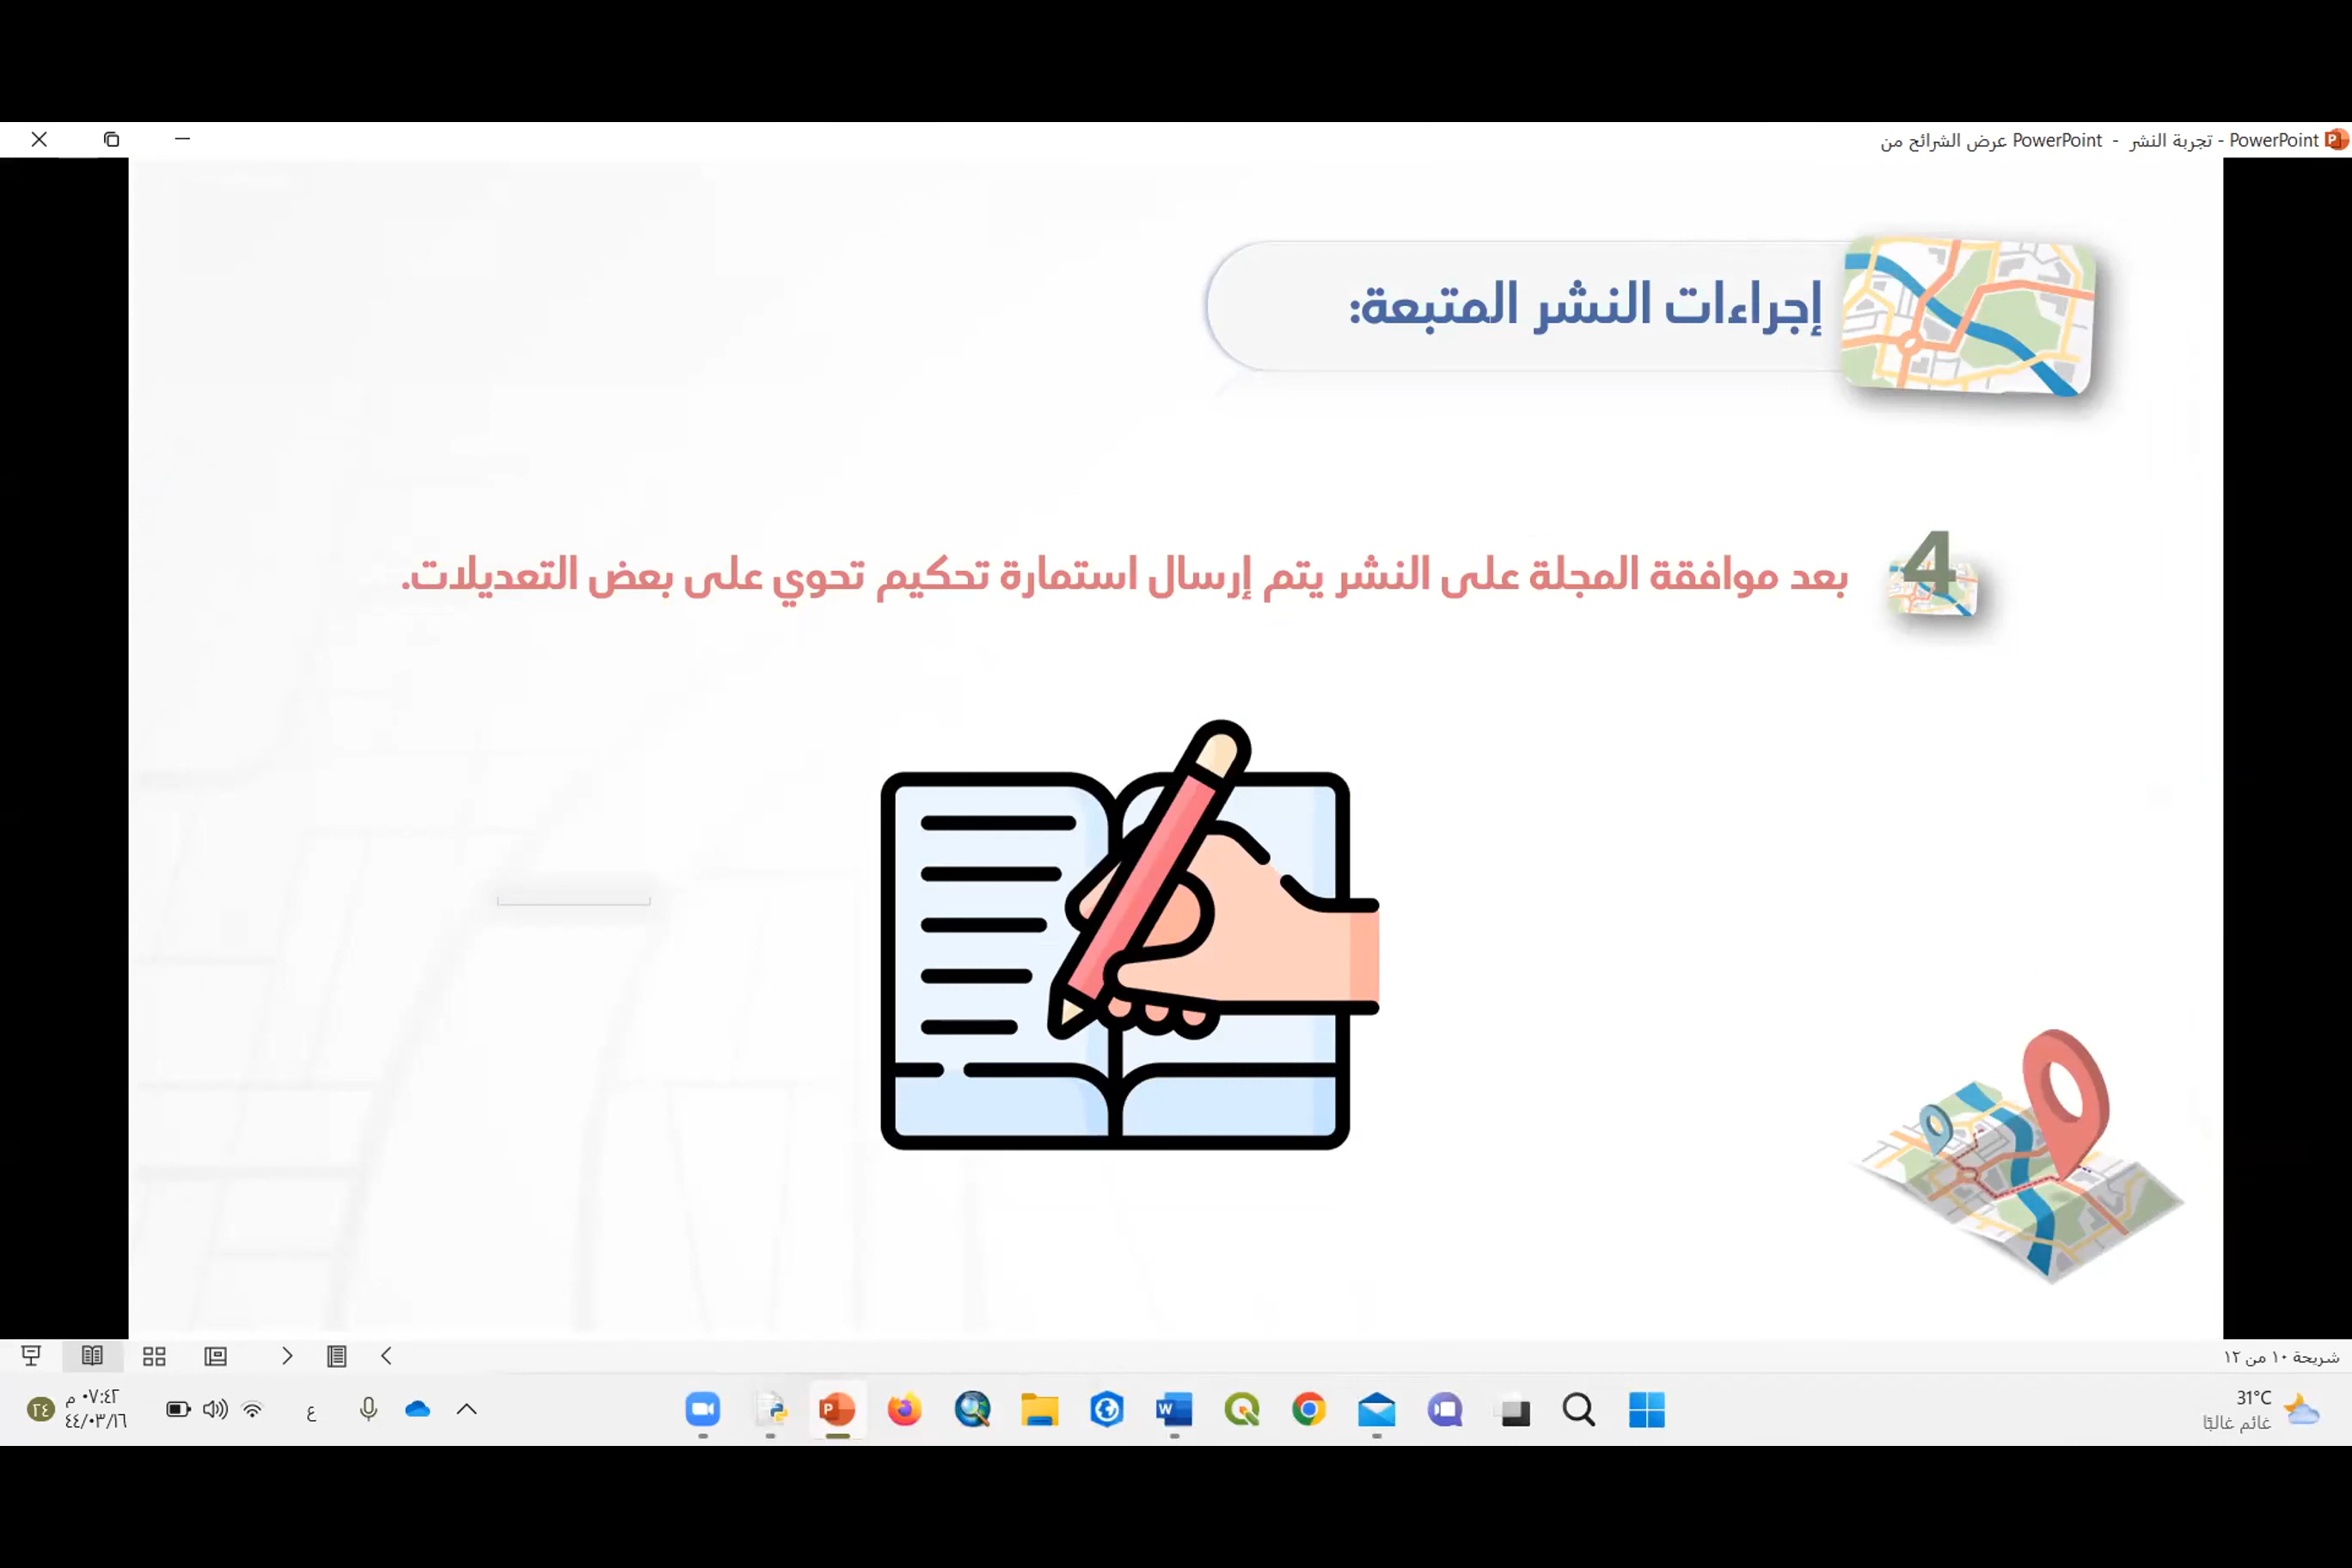 PowerPoint - تجربة النشر - PowerPoint عرض الشرائح من
إجراءات النشر المتبعة:
4
بعد موافقة المجلة على النشر يتم إرسال استمارة تحكيم تحوي على بعض التعديلات.
شريحة ١٠ من ١٢
31°C
غائم غالبًا
ع
٠٧:٤٢ م
٤٤/٠٣/١٦
٢٤